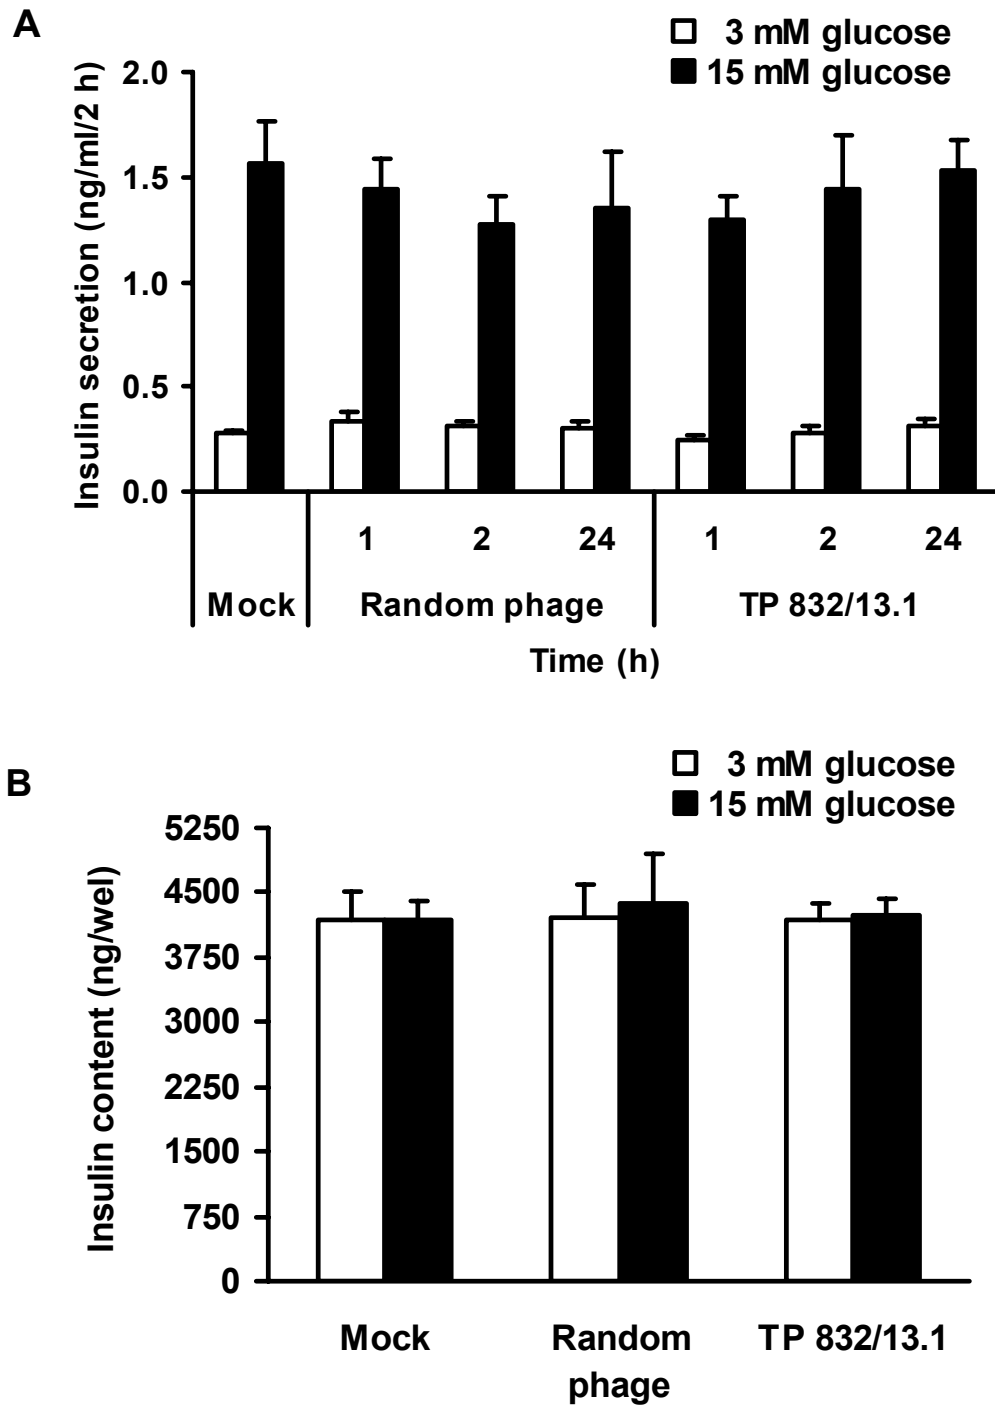 A
3 mM glucose
15 mM glucose
Insulin secretion (ng/ml/2 h)
2.0
1.5
1.0
0.5
0.0
1 2 24 1 2 24
Mock Random phage TP 832/13.1
Time (h)
B
3 mM glucose
15 mM glucose
Insulin content (ng/wel)
5250
4500
3750
3000
2250
1500
750
0
Mock Random TP 832/13.1
phage